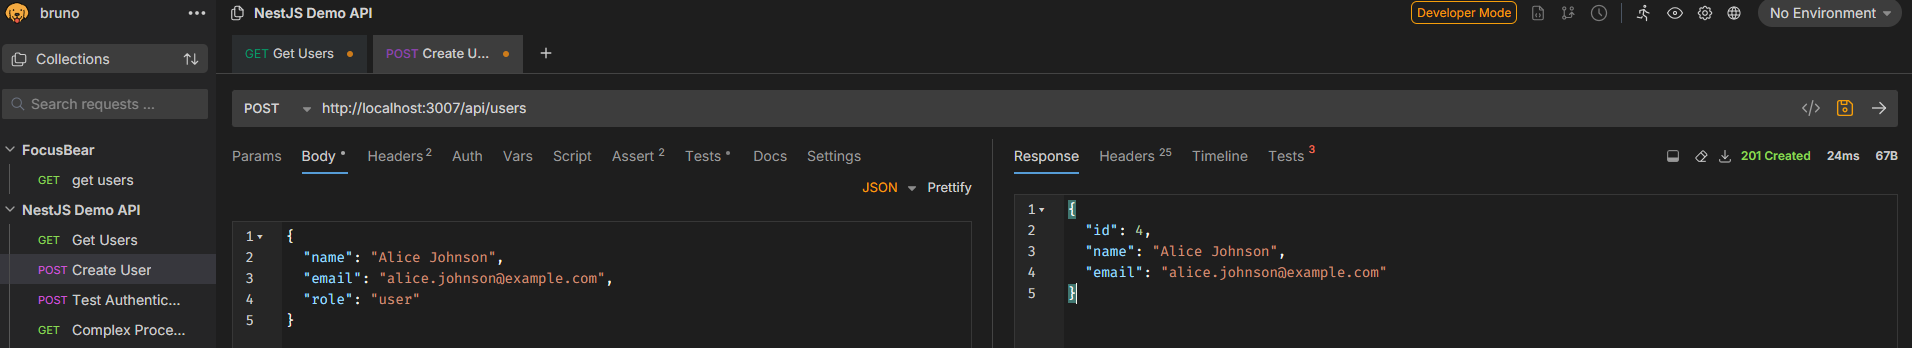 bruno
NestJS Demo API
Developer Mode
No Environment
Collections
GET Get Users
POST Create U...
Search requests ...
POST http://localhost:3007/api/users
FocusBear
GET get users
NestJS Demo API
GET Get Users
POST Create User
POST Test Authentic...
GET Complex Proce...
Params Body Headers 2 Auth Vars Script Assert 2 Tests Docs Settings
JSON Prettify
1 {
2 "name": "Alice Johnson",
3 "email": "alice.johnson@example.com",
4 "role": "user"
5 }
Response Headers 25 Timeline Tests 3 201 Created 24ms 67B
1 {
2 "id": 4,
3 "name": "Alice Johnson",
4 "email": "alice.johnson@example.com"
5 }